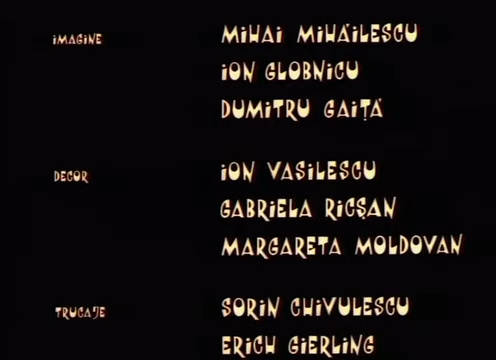 IMAGINE MIHAI MIHĂILESCU
ION GLOBNICU
DUMITRU GAIȚĂ
DECOR ION VASILESCU
GABRIELA RICȘAN
MARGARETA MOLDOVAN
TRUCAJE SORIN CHIVULESCU
ERICH GIERLING